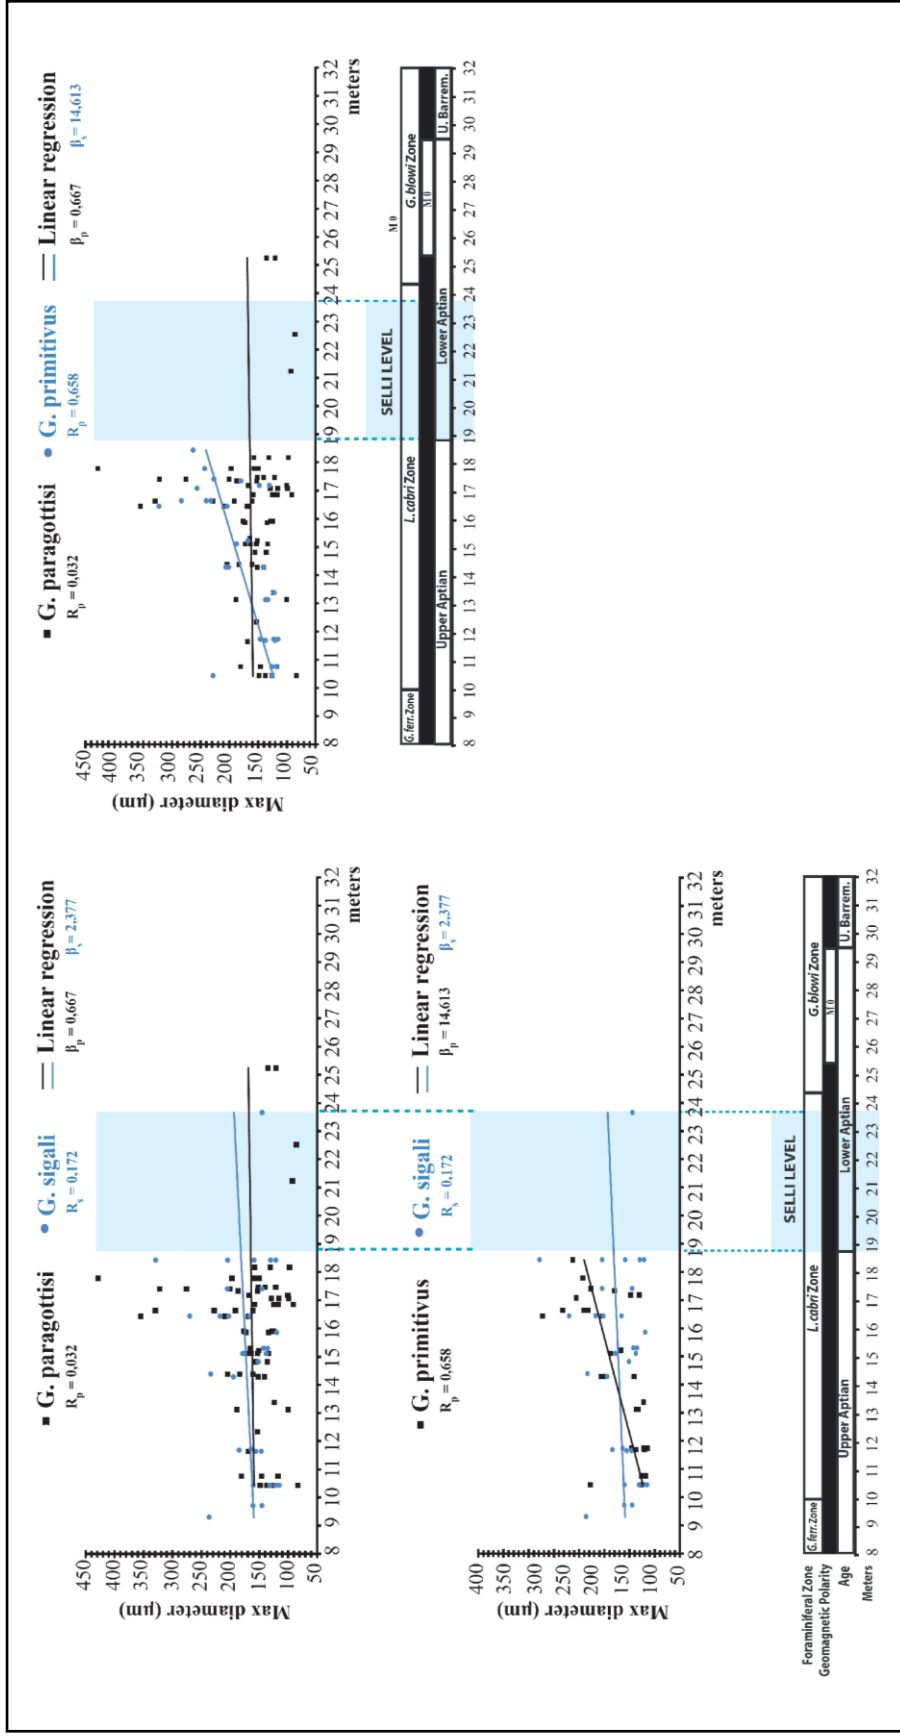 ■ G. paragottisi ● G. sigali Linear regression
Rp = 0,032 Rs = 0,172 βp = 0,667 βs = 2,377
450
400
350
300
250
200
150
100
50
Max diameter (µm)
8 9 10 11 12 13 14 15 16 17 18 19 20 21 22 23 24 25 26 27 28 29 30 31 32
meters
■ G. primitivus ● G. sigali Linear regression
Rp = 0,658 Rs = 0,172 βp = 14,613 βs = 2,377
400
350
300
250
200
150
100
50
Max diameter (µm)
8 9 10 11 12 13 14 15 16 17 18 19 20 21 22 23 24 25 26 27 28 29 30 31 32
meters
SELLI LEVEL
Foraminiferal Zone G.ferr.Zone L.cabri Zone G.blowi Zone
Geomagnetic Polarity M 0
Age Upper Aptian Lower Aptian U. Barrem.
Meters 8 9 10 11 12 13 14 15 16 17 18 19 20 21 22 23 24 25 26 27 28 29 30 31 32
■ G. paragottisi ● G. primitivus Linear regression
Rp = 0,032 Rp = 0,658 βp = 0,667 βs = 14,613
450
400
350
300
250
200
150
100
50
Max diameter (µm)
8 9 10 11 12 13 14 15 16 17 18 19 20 21 22 23 24 25 26 27 28 29 30 31 32
meters
SELLI LEVEL M 0
G.ferr.Zone L.cabri Zone G.blowi Zone
M 0
Upper Aptian Lower Aptian U. Barrem.
8 9 10 11 12 13 14 15 16 17 18 19 20 21 22 23 24 25 26 27 28 29 30 31 32